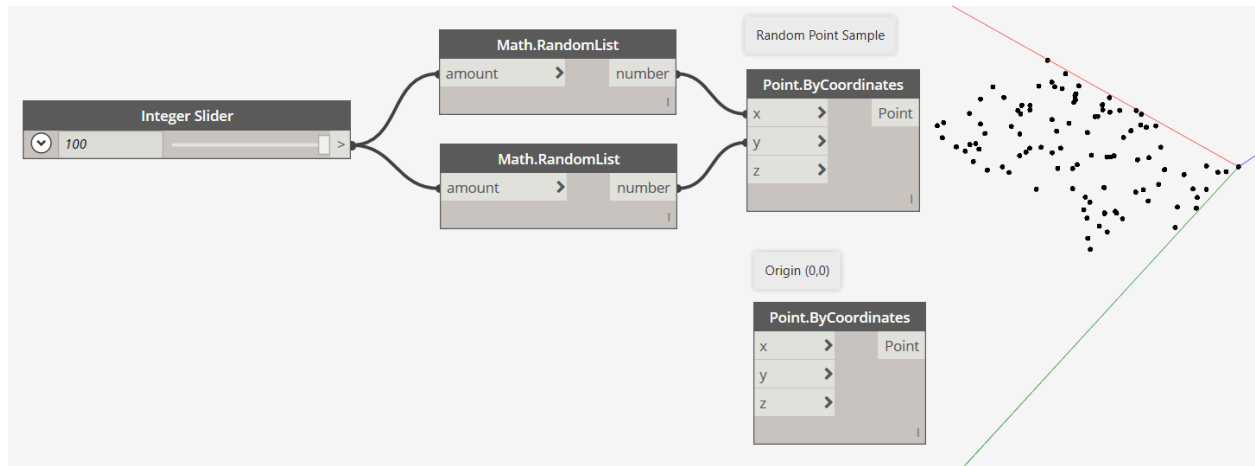 Integer Slider
100
>
Math.RandomList
amount > number
l
Math.RandomList
amount > number
l
Random Point Sample
Point.ByCoordinates
x > Point
y >
z >
l
Origin (0,0)
Point.ByCoordinates
x > Point
y >
z >
l